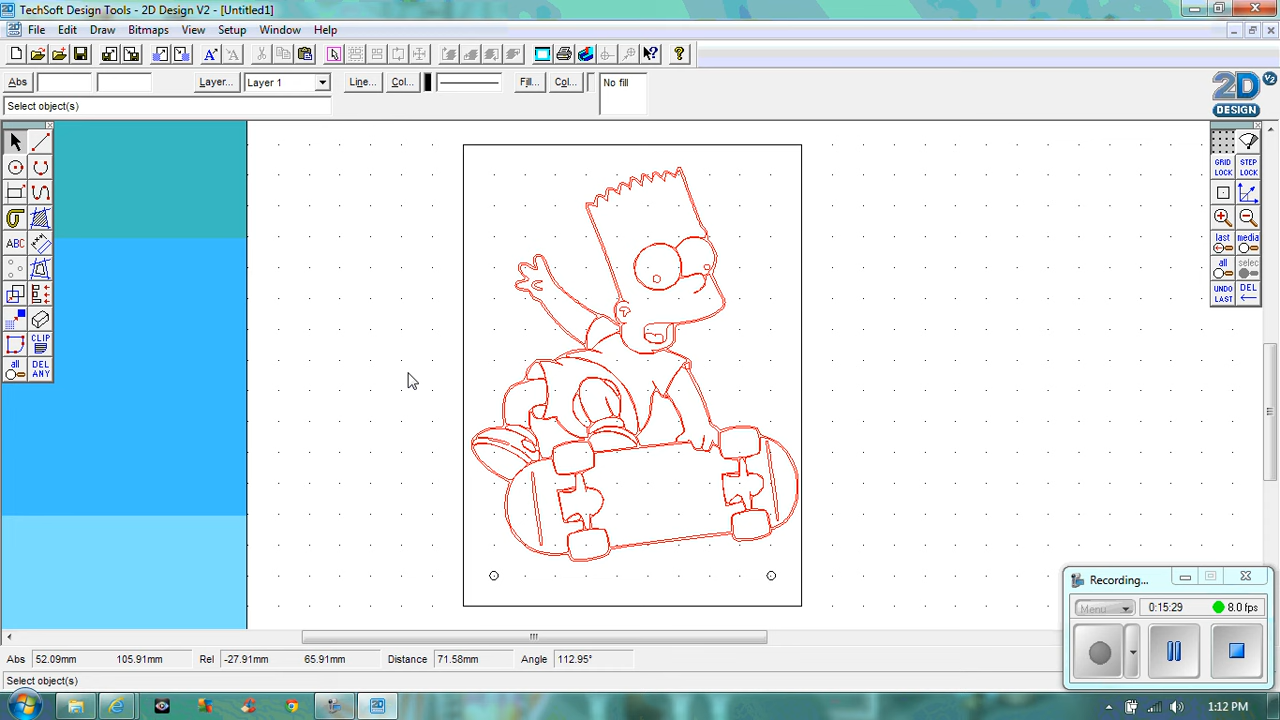 TechSoft Design Tools - 2D Design V2 - [Untitled1]
File Edit Draw Bitmaps View Setup Window Help
Abs Layer... Layer 1 Line... Col... Fill... Col... No fill
2D V2
DESIGN
Select object(s)
GRID LOCK STEP LOCK
ABC
last media
all selec
UNDO LAST DEL
CLIP
all DEL ANY
Recording...
Menu 0:15:29 8.0 fps
Abs 52.09mm 105.91mm Rel -27.91mm 65.91mm Distance 71.58mm Angle 112.95°
Select object(s)
1:12 PM